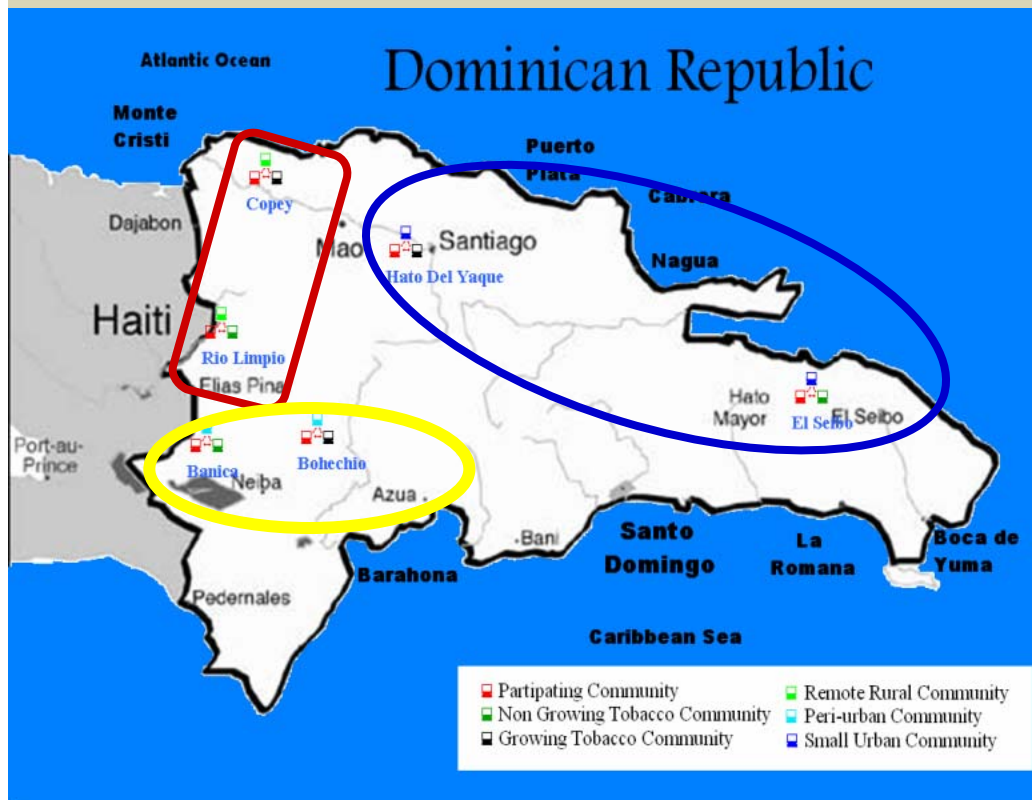 Dominican Republic
Atlantic Ocean
Monte
Cristi
Puerto
Plata
Copey
Cabrera
Dajabon
Mao
Santiago
Nagua
Hato Del Yaque
Haiti
Rio Limpio
Elias Pina
Hato
Mayor
El Seibo
El Seibo
Port-au-
Prince
Banica
Bohechio
Neiba
Azua
Bani
Santo
Domingo
La
Romana
Boca de
Yuma
Barahona
Pedernales
Caribbean Sea
Partipating Community
Non Growing Tobacco Community
Growing Tobacco Community
Remote Rural Community
Peri-urban Community
Small Urban Community